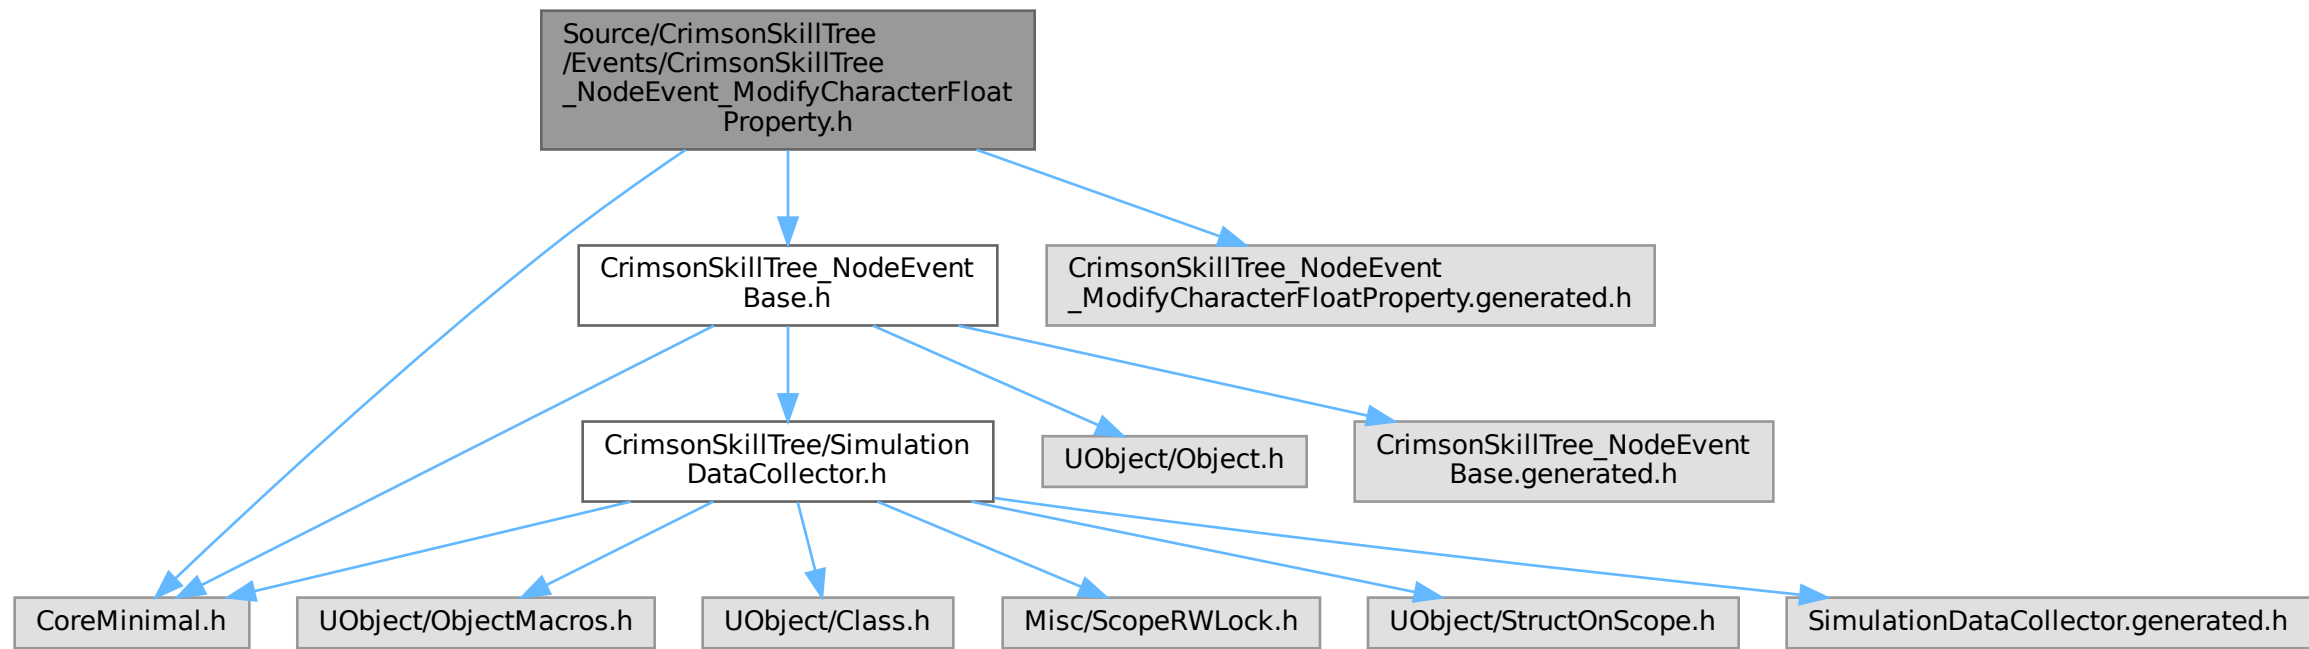 Source/CrimsonSkillTree
/Events/CrimsonSkillTree
_NodeEvent_ModifyCharacterFloat
Property.h
CrimsonSkillTree_NodeEvent
Base.h
CrimsonSkillTree_NodeEvent
_ModifyCharacterFloatProperty.generated.h
CrimsonSkillTree/Simulation
DataCollector.h
UObject/Object.h
CrimsonSkillTree_NodeEvent
Base.generated.h
CoreMinimal.h
UObject/ObjectMacros.h
UObject/Class.h
Misc/ScopeRWLock.h
UObject/StructOnScope.h
SimulationDataCollector.generated.h